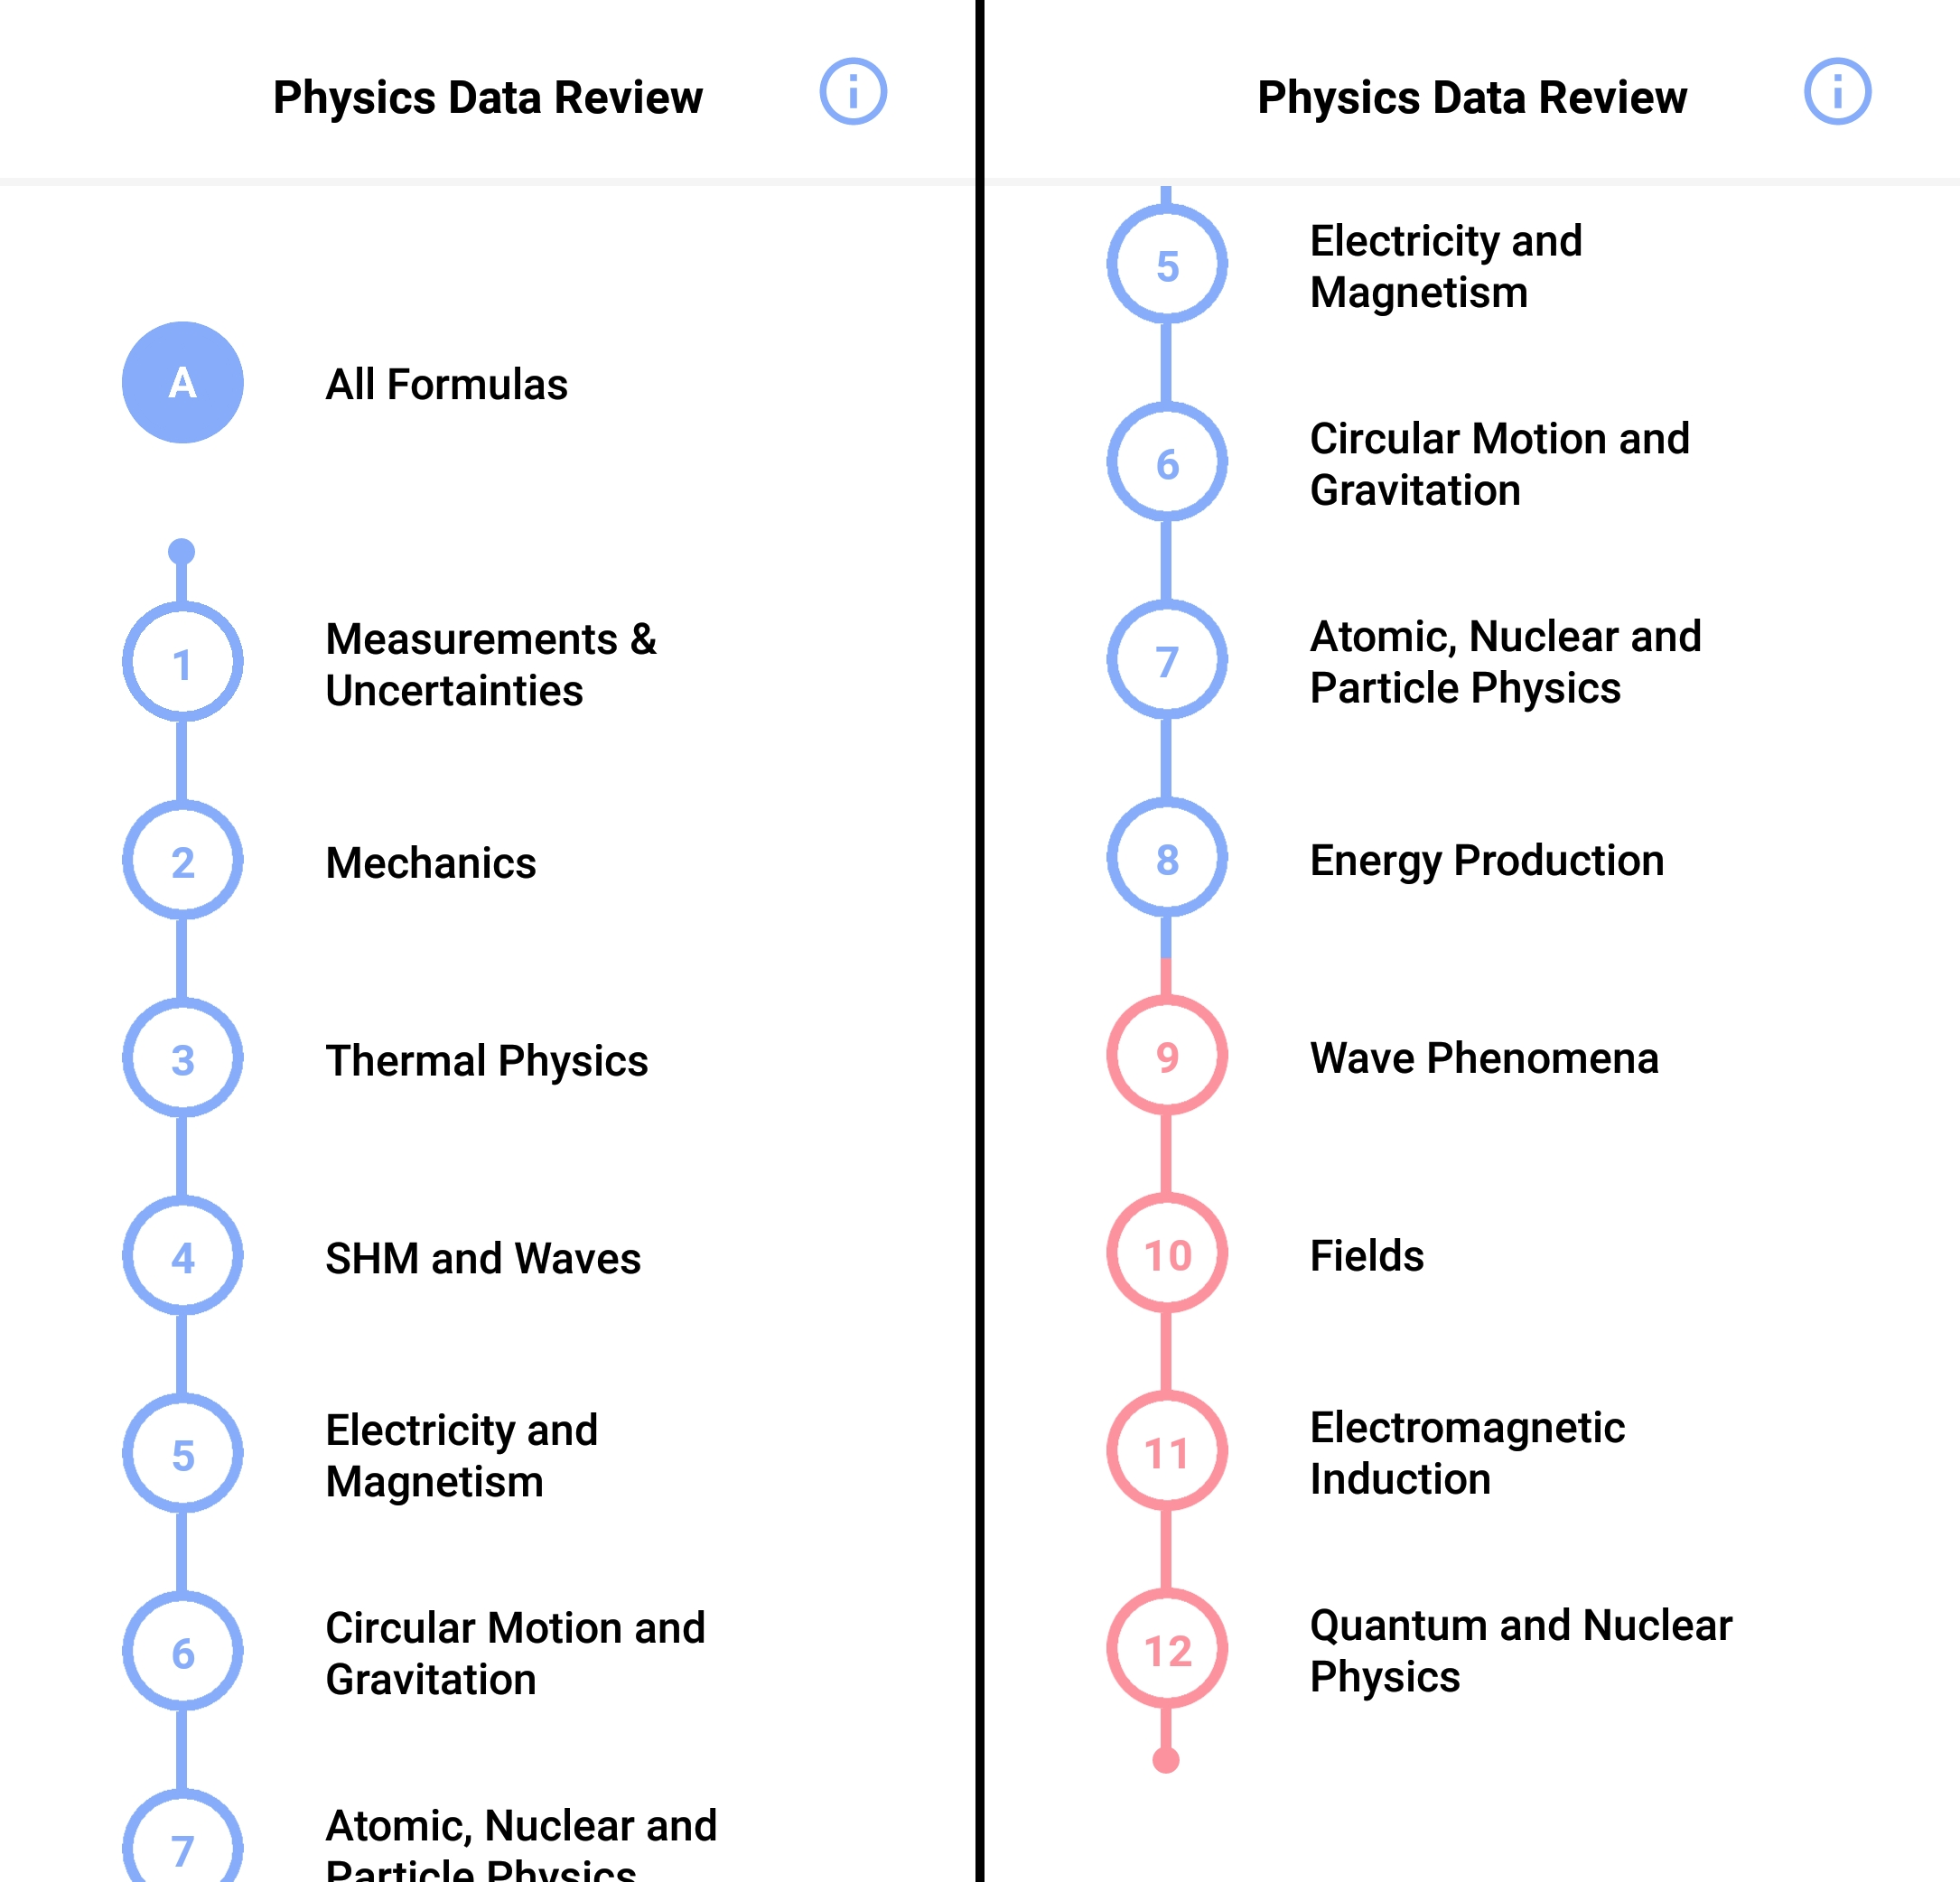 Physics Data Review
i
A
All Formulas
1
Measurements &
Uncertainties
2
Mechanics
3
Thermal Physics
4
SHM and Waves
5
Electricity and
Magnetism
6
Circular Motion and
Gravitation
7
Atomic, Nuclear and
Particle Physics
Physics Data Review
i
5
Electricity and
Magnetism
6
Circular Motion and
Gravitation
7
Atomic, Nuclear and
Particle Physics
8
Energy Production
9
Wave Phenomena
10
Fields
11
Electromagnetic
Induction
12
Quantum and Nuclear
Physics